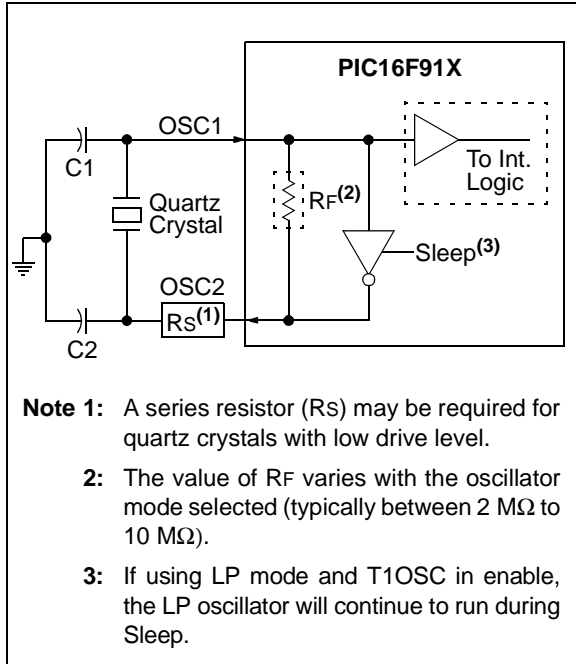 PIC16F91X
OSC1
C1
To Int.
Logic
RF(2)
Quartz
Crystal
Sleep(3)
OSC2
RS(1)
C2
Note 1: A series resistor (RS) may be required for
quartz crystals with low drive level.
2: The value of RF varies with the oscillator
mode selected (typically between 2 MΩ to
10 MΩ).
3: If using LP mode and T1OSC in enable,
the LP oscillator will continue to run during
Sleep.